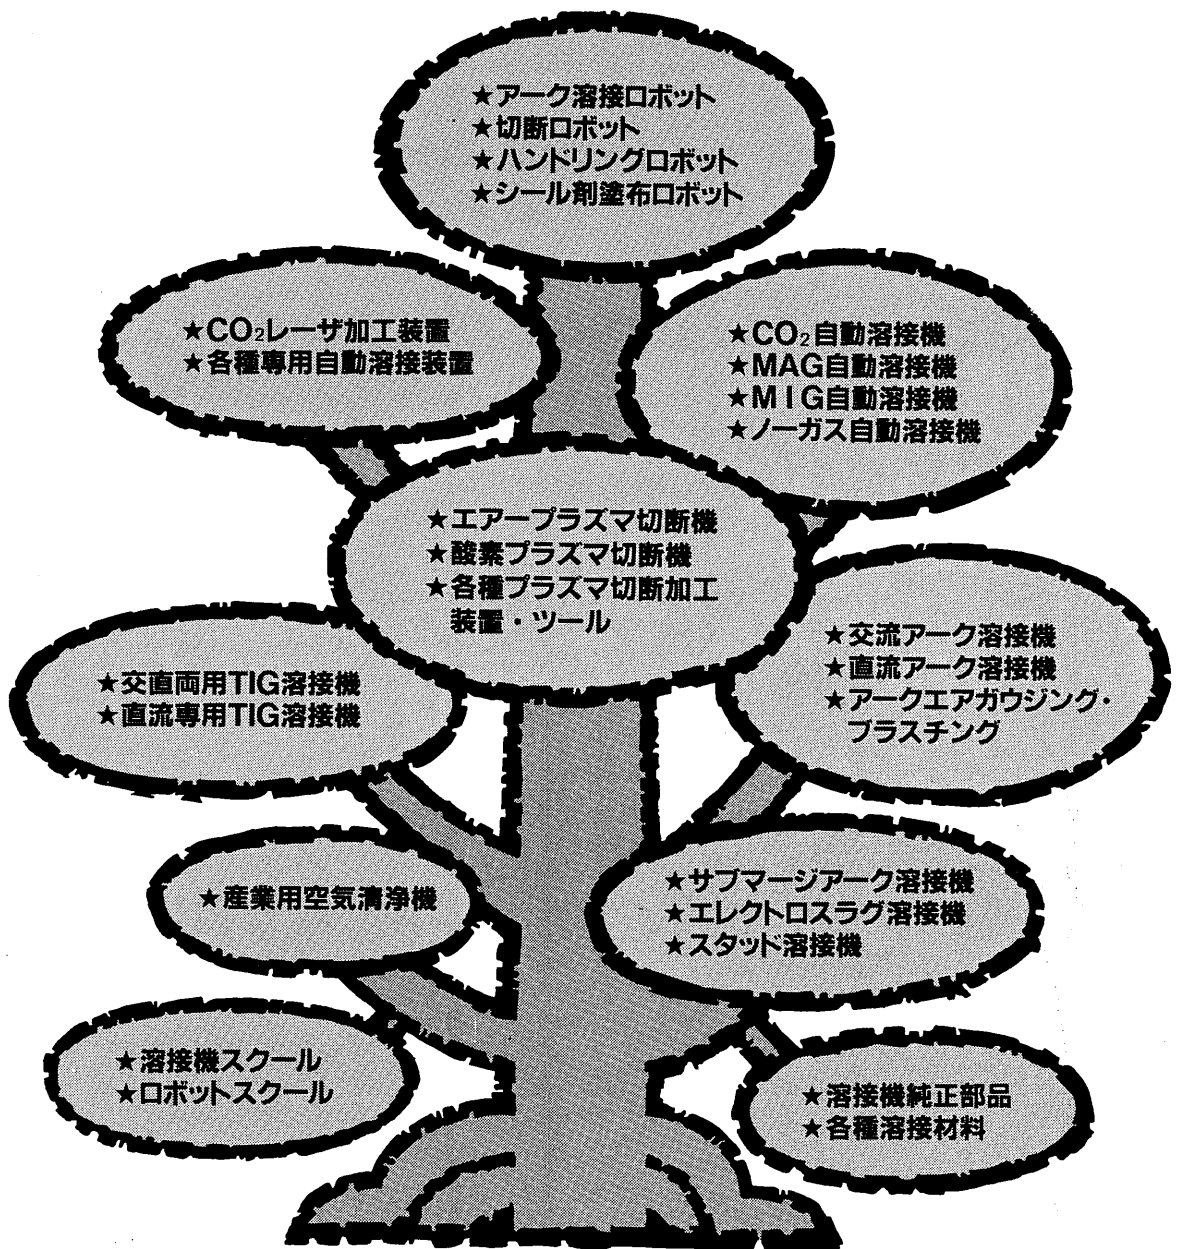 ★アーク溶接ロボット
★切断ロボット
★ハンドリングロボット
★シール剤塗布ロボット
★CO₂レーザ加工装置
★各種専用自動溶接装置
★CO₂自動溶接機
★MAG自動溶接機
★MIG自動溶接機
★ノーガス自動溶接機
★エアープラズマ切断機
★酸素プラズマ切断機
★各種プラズマ切断加工
装置・ツール
★交直両用TIG溶接機
★直流専用TIG溶接機
★交流アーク溶接機
★直流アーク溶接機
★アークエアガウジング・
ブラスチング
★産業用空気清浄機
★サブマージアーク溶接機
★エレクトロスラグ溶接機
★スタッド溶接機
★溶接機スクール
★ロボットスクール
★溶接機純正部品
★各種溶接材料